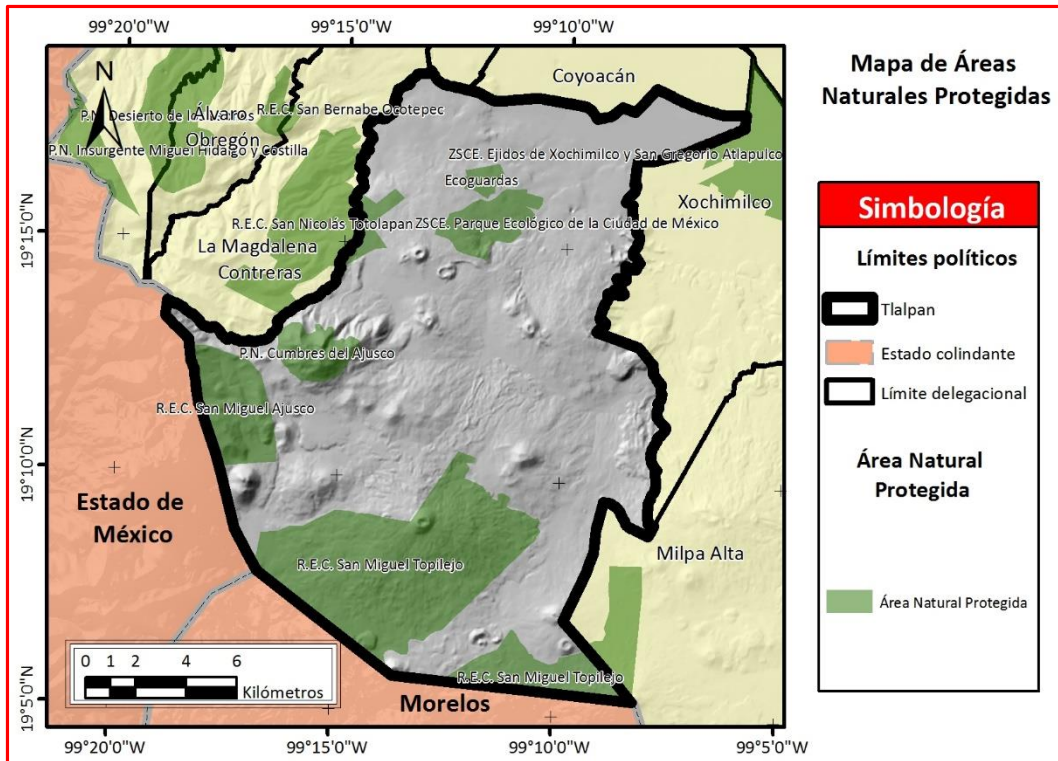 99°20'0"W
99°15'0"W
99°10'0"W
Mapa de Áreas
Naturales Protegidas
N
Coyoacán
P.N. Desierto de los
Álvaro
Obregón
R.E.C. San Bernabe Ocotepec
P.N. Insurgente Miguel Hidalgo y Costilla
ZSCE. Ejidos de Xochimilco y San Gregorio Atlapulco
Ecoguardas
Xochimilco
19°15'0"N
R.E.C. San Nicolás Totolapan
ZSCE. Parque Ecológico de la Ciudad de México
La Magdalena
Contreras
P.N. Cumbres del Ajusco
R.E.C. San Miguel Ajusco
19°10'0"N
Estado de
México
Milpa Alta
R.E.C. San Miguel Topilejo
R.E.C. San Miguel Topilejo
19°5'0"N
Morelos
0 1 2 4 6
Kilómetros
99°20'0"W
99°15'0"W
99°10'0"W
99°5'0"W
Simbología
Límites políticos
Tlalpan
Estado colindante
Límite delegacional
Área Natural
Protegida
Área Natural Protegida